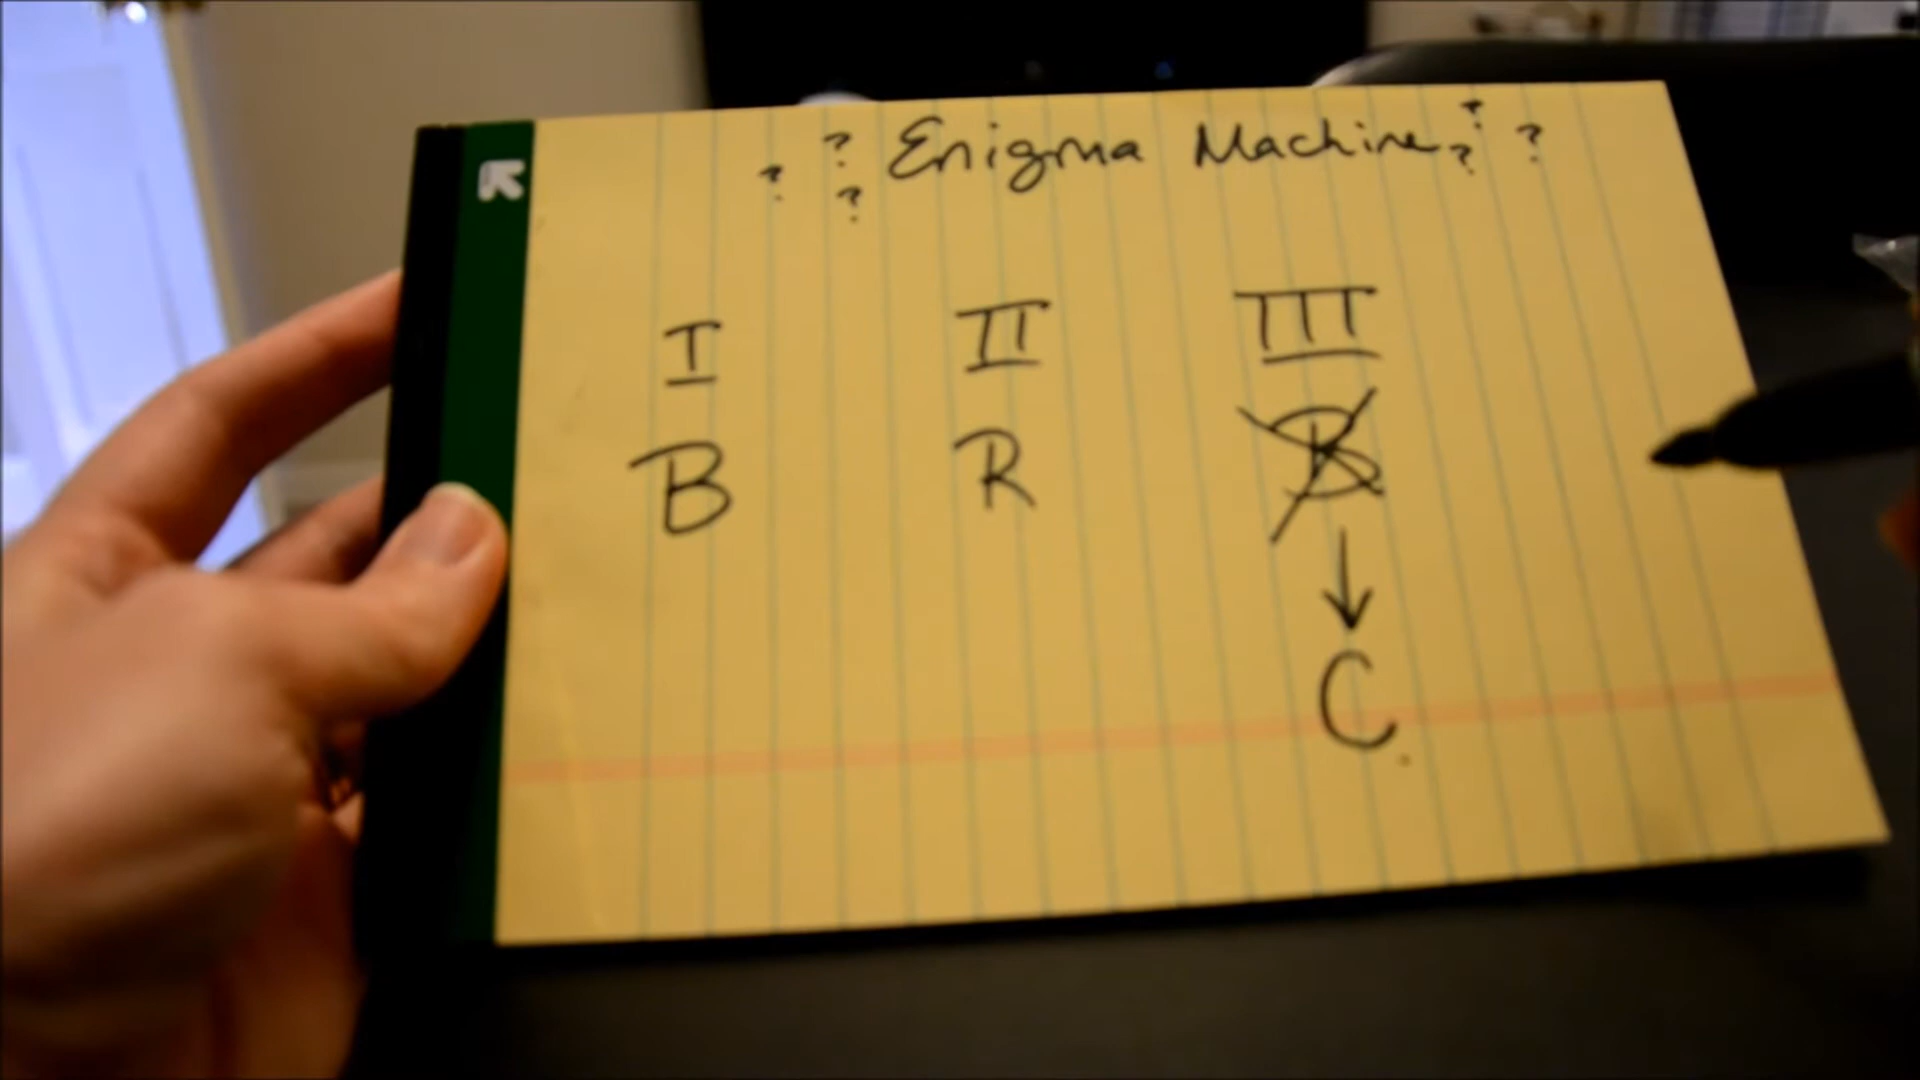 ? ? ? Enigma Machine ? ? ?
I II III
B R B
↓
C